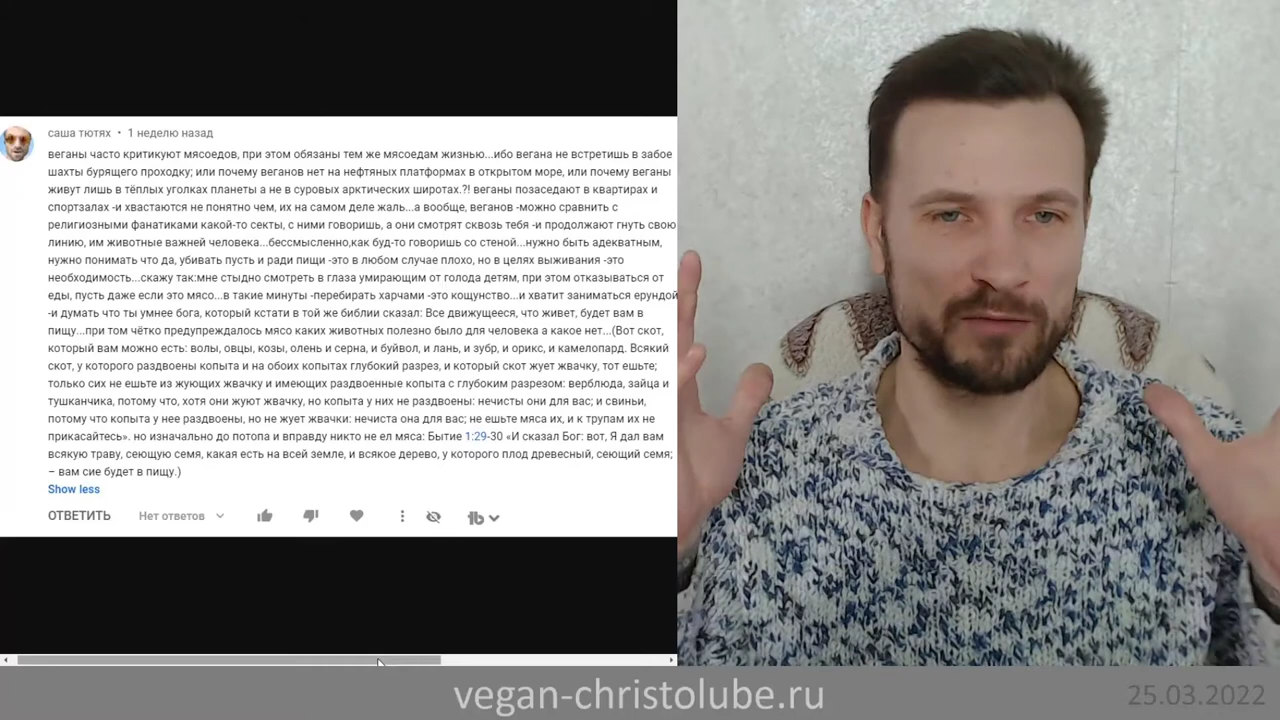 саша тютях • 1 неделю назад
веганы часто критикуют мясоедов, при этом обязаны тем же мясоедам жизнью...ибо вегана не встретишь в забое
шахты бурящего проходку; или почему веганов нет на нефтяных платформах в открытом море, или почему веганы
живут лишь в тёплых уголках планеты а не в суровых арктических широтах.?! веганы позаседают в квартирах и
спортзалах -и хвастаются не понятно чем, их на самом деле жаль...а вообще, веганов -можно сравнить с
религиозными фанатиками какой-то секты, с ними говоришь, а они смотрят сквозь тебя -и продолжают гнуть свою
линию, им животные важней человека...бессмысленно,как буд-то говоришь со стеной...нужно быть адекватным,
нужно понимать что да, убивать пусть и ради пищи -это в любом случае плохо, но в целях выживания -это
необходимость...скажу так:мне стыдно смотреть в глаза умирающим от голода детям, при этом отказываться от
еды, пусть даже если это мясо...в такие минуты -перебирать харчами -это кощунство...и хватит заниматься ерундой
-и думать что ты умнее бога, который кстати в той же библии сказал: Все движущееся, что живет, будет вам в
пищу...при том чётко предупреждалось мясо каких животных полезно было для человека а какое нет...(Вот скот,
который вам можно есть: волы, овцы, козы, олень и серна, и буйвол, и лань, и зубр, и орикс, и камелопард. Всякий
скот, у которого раздвоены копыта и на обоих копытах глубокий разрез, и который скот жует жвачку, тот ешьте;
только сих не ешьте из жующих жвачку и имеющих раздвоенные копыта с глубоким разрезом: верблюда, зайца и
тушканчика, потому что, хотя они жуют жвачку, но копыта у них не раздвоены: нечисты они для вас; и свиньи,
потому что копыта у нее раздвоены, но не жует жвачки: нечиста она для вас; не ешьте мяса их, и к трупам их не
прикасайтесь». но изначально до потопа и вправду никто не ел мяса: Бытие 1:29-30 «И сказал Бог: вот, Я дал вам
всякую траву, сеющую семя, какая есть на всей земле, и всякое дерево, у которого плод древесный, сеющий семя;
– вам сие будет в пищу.)
Show less
ОТВЕТИТЬ Нет ответов
vegan-christolube.ru
25.03.2022